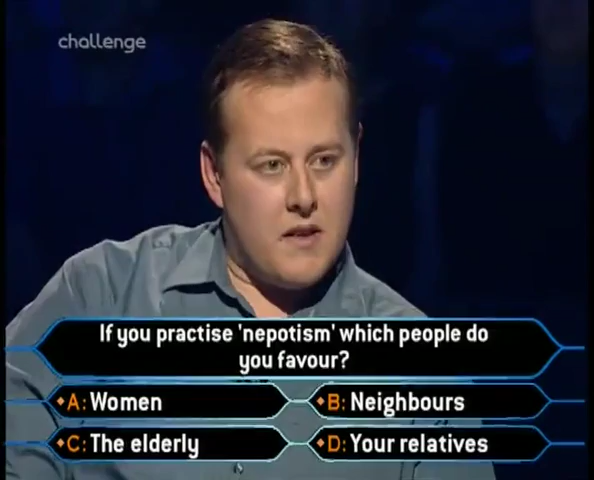 challenge
If you practise 'nepotism' which people do
you favour?
A: Women
B: Neighbours
C: The elderly
D: Your relatives